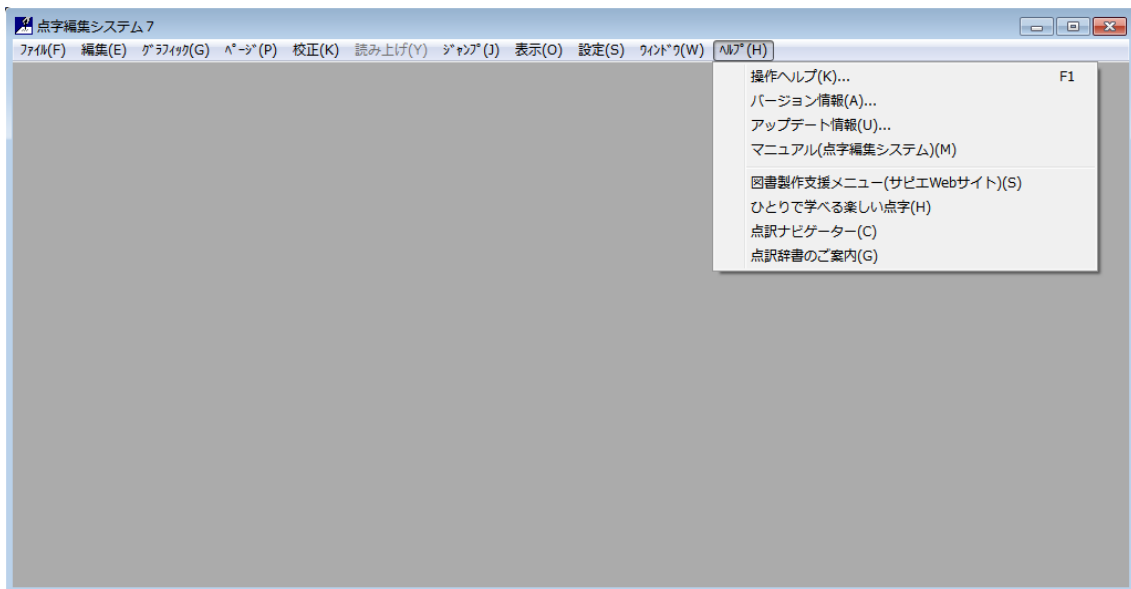 点字編集システム７
ﾌｧｲﾙ(F) 編集(E) ｸﾞﾗﾌｨｯｸ(G) ﾍﾟｰｼﾞ(P) 校正(K) 読み上げ(Y) ｼﾞｬﾝﾌﾟ(J) 表示(O) 設定(S) ｳｨﾝﾄﾞｳ(W) ﾍﾙﾌﾟ(H)
操作ヘルプ(K)... F1
バージョン情報(A)...
アップデート情報(U)...
マニュアル(点字編集システム)(M)
図書製作支援メニュー(サピエWebサイト)(S)
ひとりで学べる楽しい点字(H)
点訳ナビゲーター(C)
点訳辞書のご案内(G)